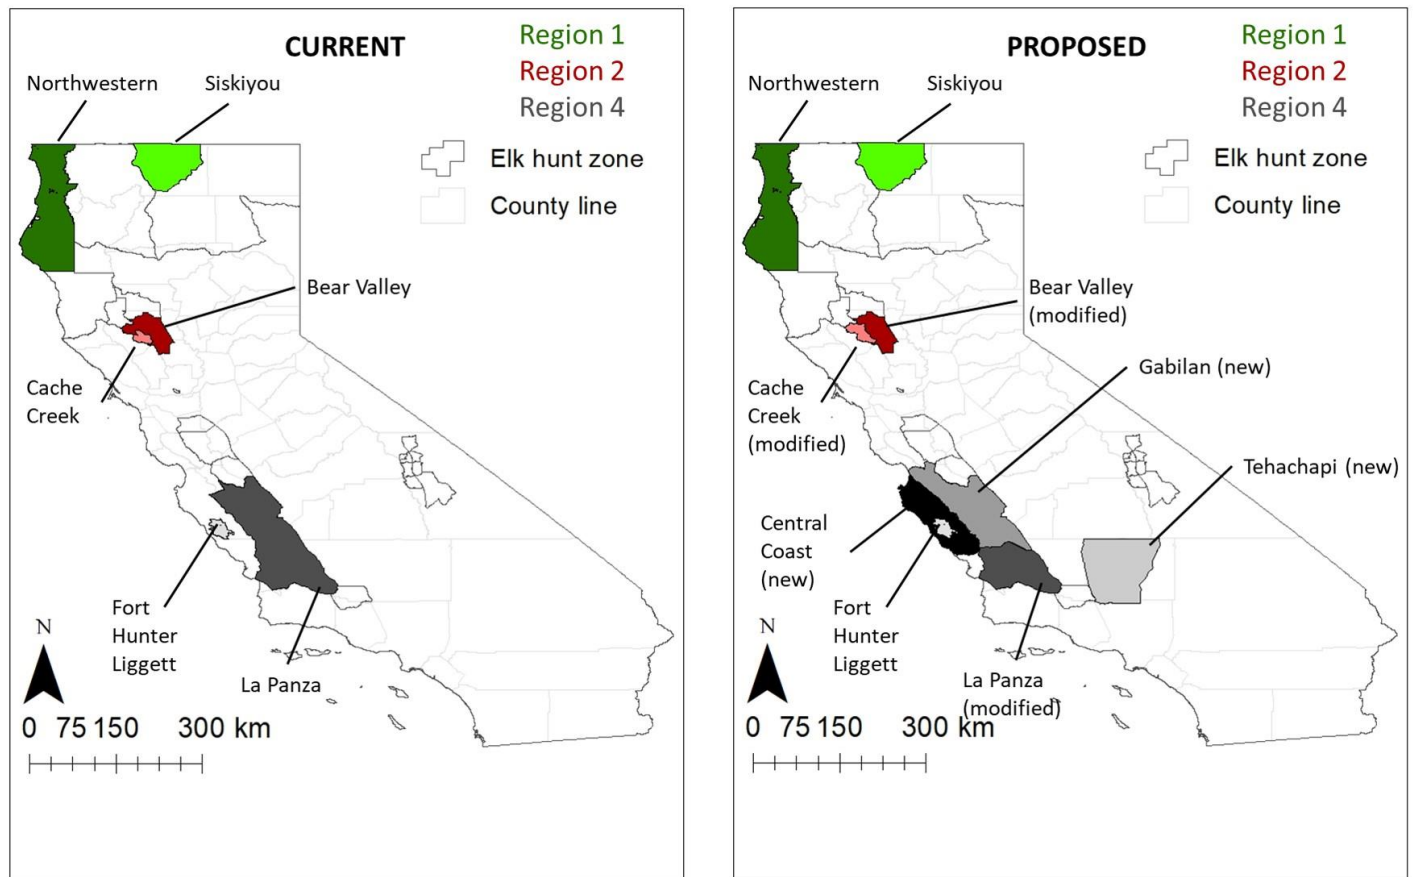 CURRENT
Region 1
Region 2
Region 4
Northwestern
Siskiyou
Elk hunt zone
County line
Bear Valley
Cache
Creek
Fort
Hunter
Liggett
La Panza
N
0 75 150 300 km
PROPOSED
Region 1
Region 2
Region 4
Northwestern
Siskiyou
Elk hunt zone
County line
Bear Valley
(modified)
Gabilan (new)
Cache
Creek
(modified)
Tehachapi (new)
Central
Coast
(new)
Fort
Hunter
Liggett
La Panza
(modified)
N
0 75 150 300 km